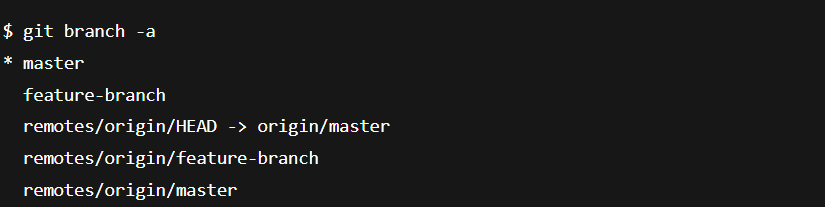 $ git branch -a
* master
  feature-branch
  remotes/origin/HEAD -> origin/master
  remotes/origin/feature-branch
  remotes/origin/master